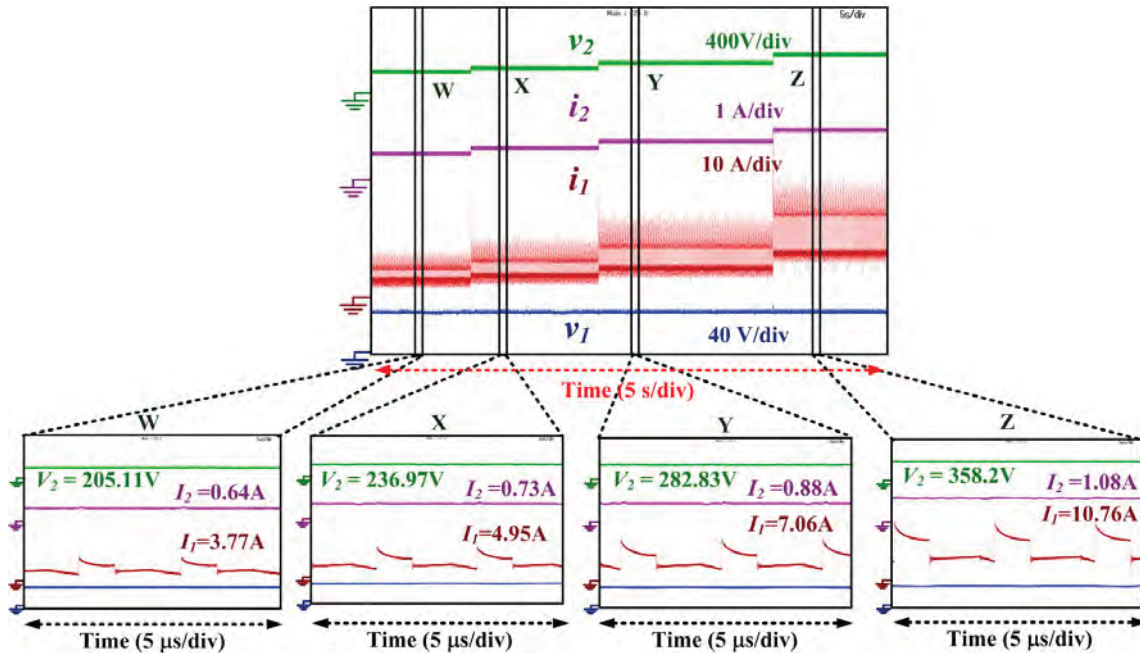 5s/div
v2
400V/div
W
X
Y
Z
i2
1 A/div
i1
10 A/div
v1
40 V/div
Time (5 s/div)
W
X
Y
Z
V2 = 205.11V
I2 =0.64A
I1=3.77A
V2 = 236.97V
I2 =0.73A
I1=4.95A
V2 = 282.83V
I2 =0.88A
I1=7.06A
V2 = 358.2V
I2 =1.08A
I1=10.76A
Time (5 μs/div)
Time (5 μs/div)
Time (5 μs/div)
Time (5 μs/div)